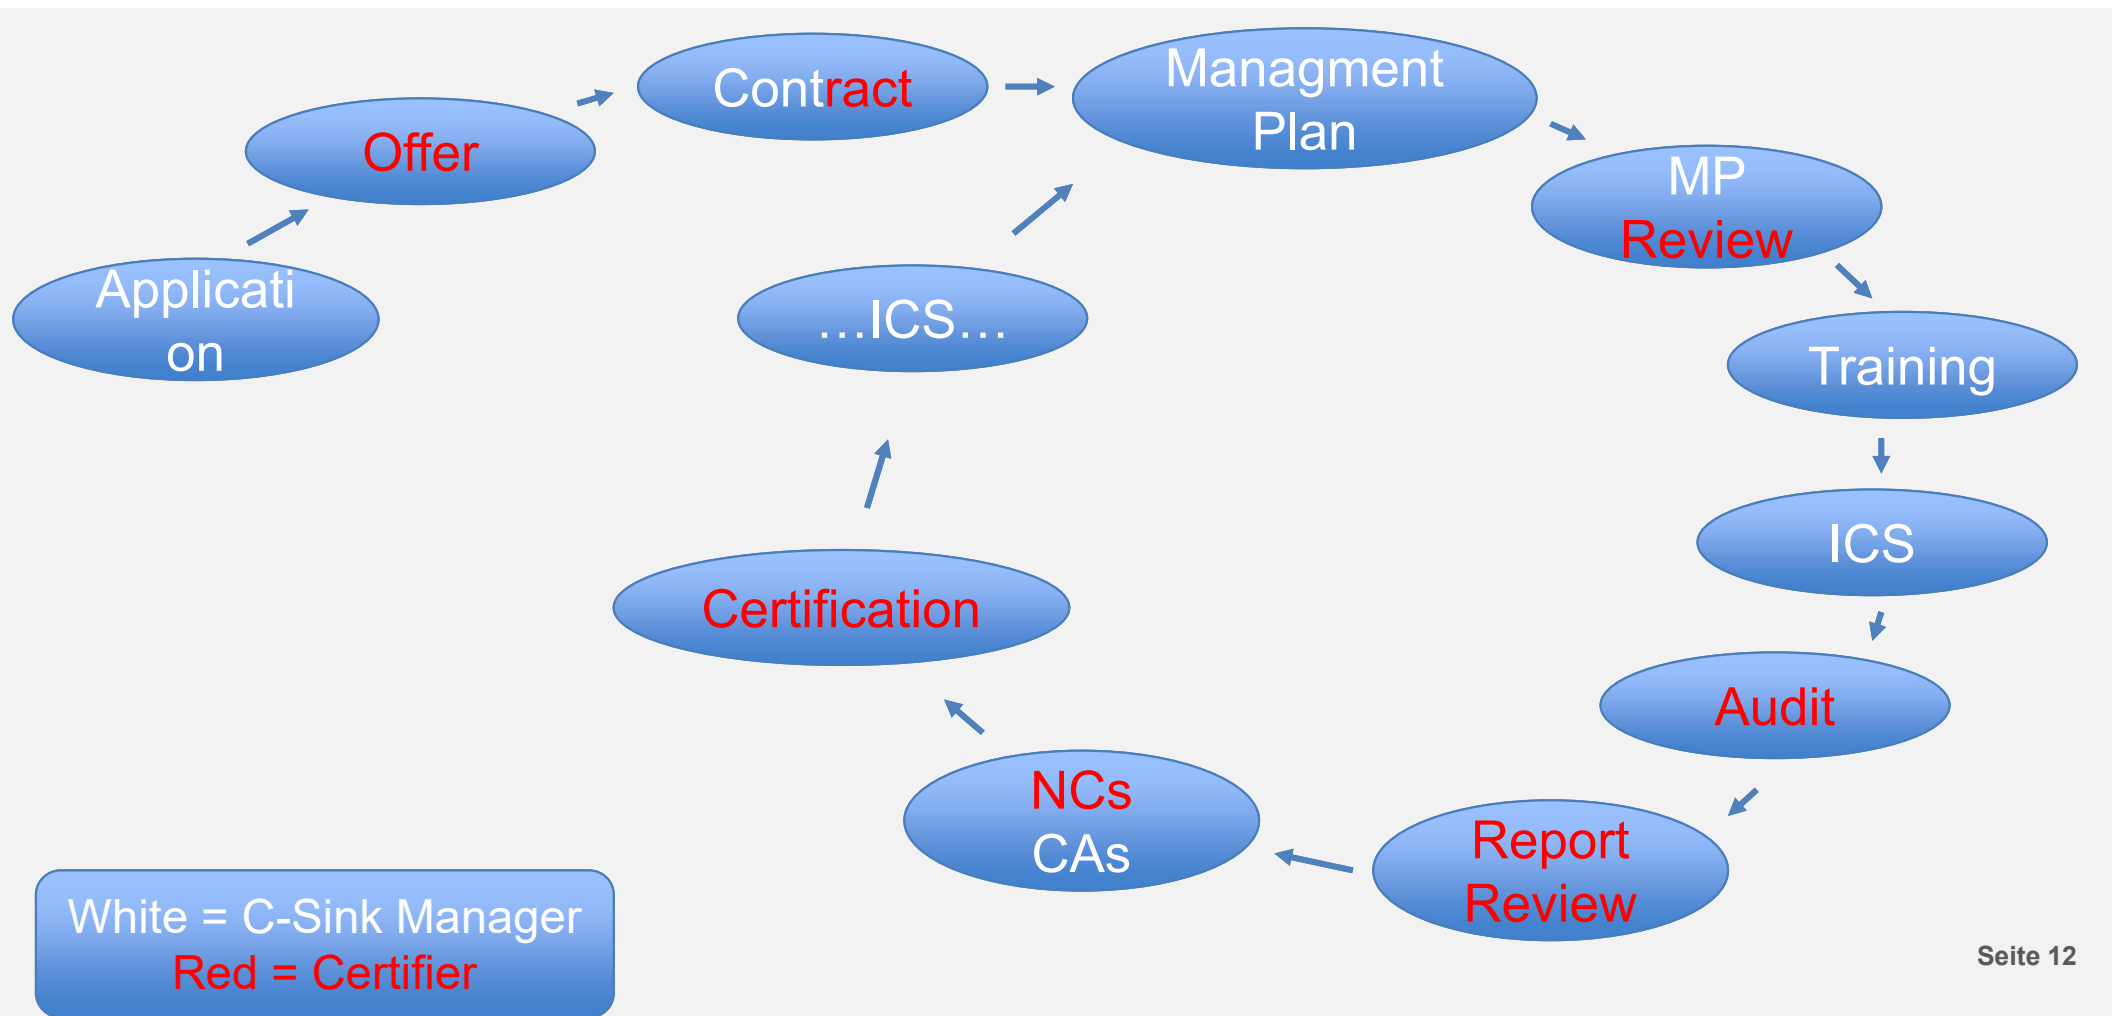 Applicati
on
Offer
Contract
Managment
Plan
MP
Review
Training
ICS
Audit
Report
Review
NCs
CAs
Certification
…ICS…
White = C-Sink Manager
Red = Certifier
Seite 12